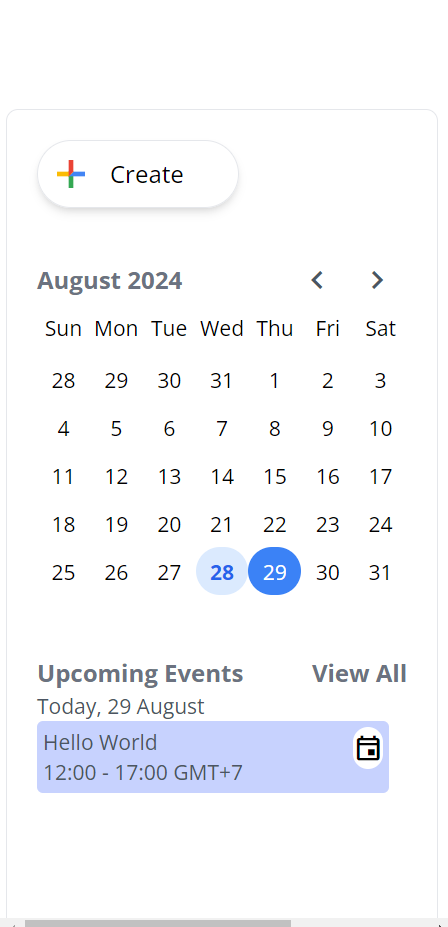 Create
August 2024
Sun Mon Tue Wed Thu Fri Sat
28 29 30 31 1 2 3
4 5 6 7 8 9 10
11 12 13 14 15 16 17
18 19 20 21 22 23 24
25 26 27 28 29 30 31
Upcoming Events View All
Today, 29 August
Hello World
12:00 - 17:00 GMT+7